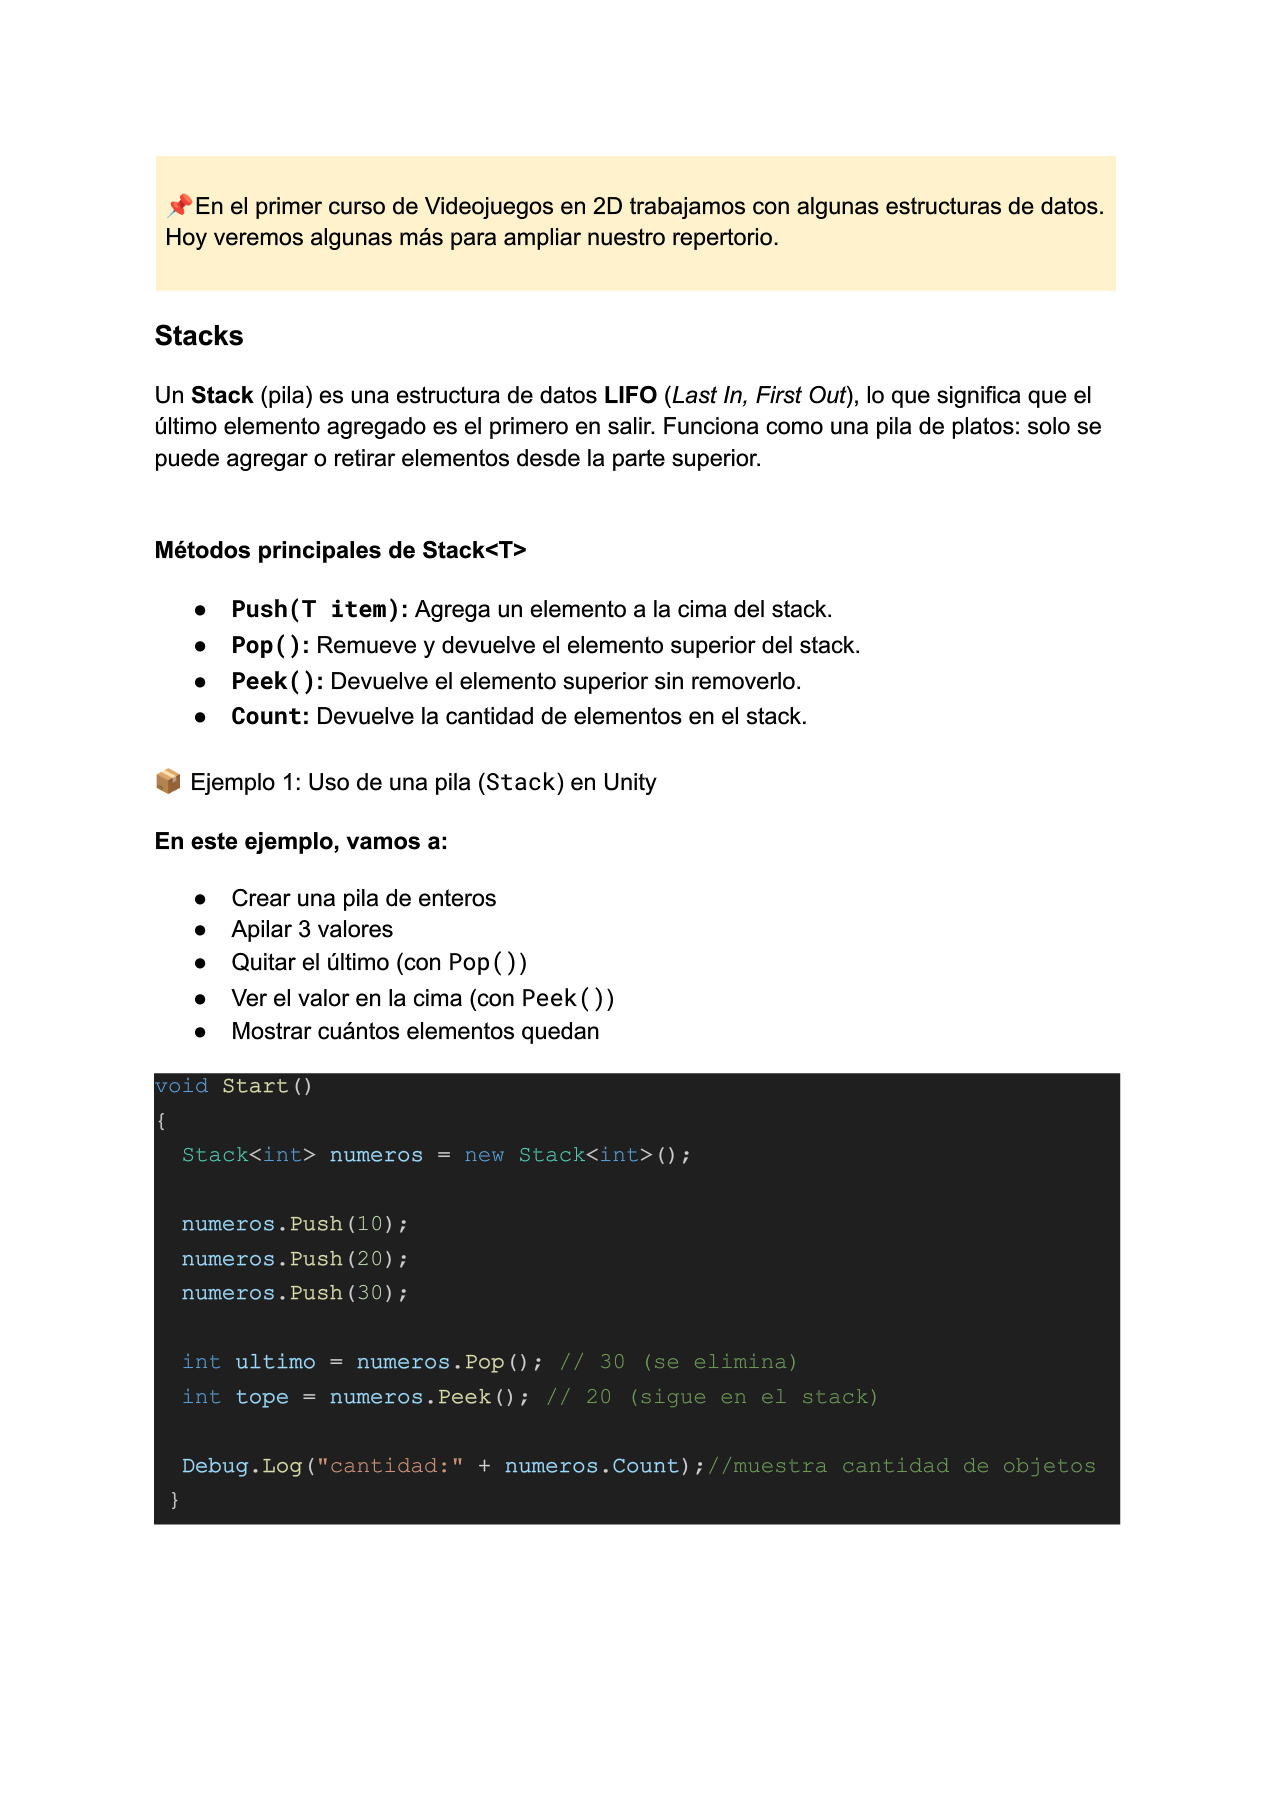 📌En el primer curso de Videojuegos en 2D trabajamos con algunas estructuras de datos.
Hoy veremos algunas más para ampliar nuestro repertorio.
Stacks
Un Stack (pila) es una estructura de datos LIFO (Last In, First Out), lo que significa que el
último elemento agregado es el primero en salir. Funciona como una pila de platos: solo se
puede agregar o retirar elementos desde la parte superior.
Métodos principales de Stack<T>
● Push(T item): Agrega un elemento a la cima del stack.
● Pop(): Remueve y devuelve el elemento superior del stack.
● Peek(): Devuelve el elemento superior sin removerlo.
● Count: Devuelve la cantidad de elementos en el stack.
📦 Ejemplo 1: Uso de una pila (Stack) en Unity
En este ejemplo, vamos a:
● Crear una pila de enteros
● Apilar 3 valores
● Quitar el último (con Pop())
● Ver el valor en la cima (con Peek())
● Mostrar cuántos elementos quedan
void Start()
{
  Stack<int> numeros = new Stack<int>();
  numeros.Push(10);
  numeros.Push(20);
  numeros.Push(30);
  int ultimo = numeros.Pop(); // 30 (se elimina)
  int tope = numeros.Peek(); // 20 (sigue en el stack)
  Debug.Log("cantidad:" + numeros.Count);//muestra cantidad de objetos
 }